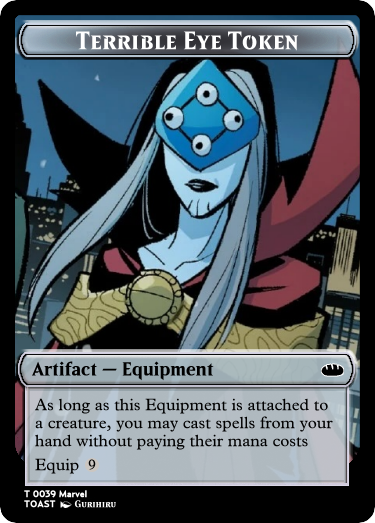 Terrible Eye Token
Artifact — Equipment
As long as this Equipment is attached to
a creature, you may cast spells from your
hand without paying their mana costs
Equip 9
T 0039 Marvel
TOAST Gurihiru